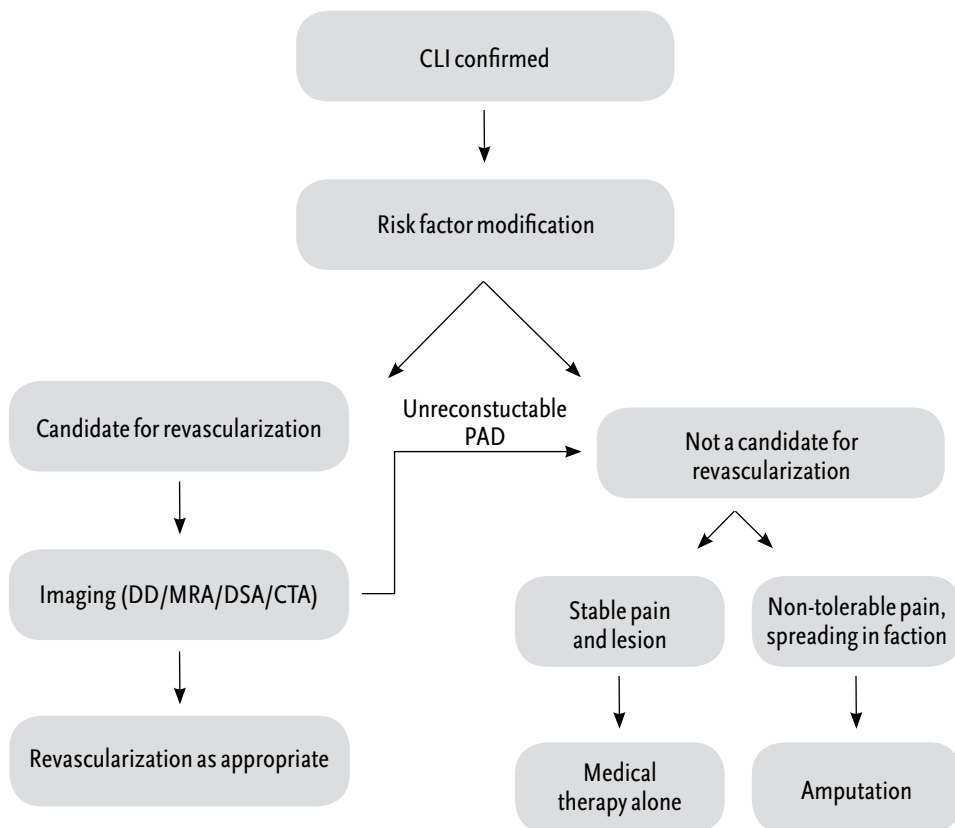 CLI confirmed
Risk factor modification
Candidate for revascularization
Unreconstuctable
PAD
Not a candidate for
revascularization
Imaging (DD/MRA/DSA/CTA)
Stable pain
and lesion
Non-tolerable pain,
spreading in faction
Revascularization as appropriate
Medical
therapy alone
Amputation